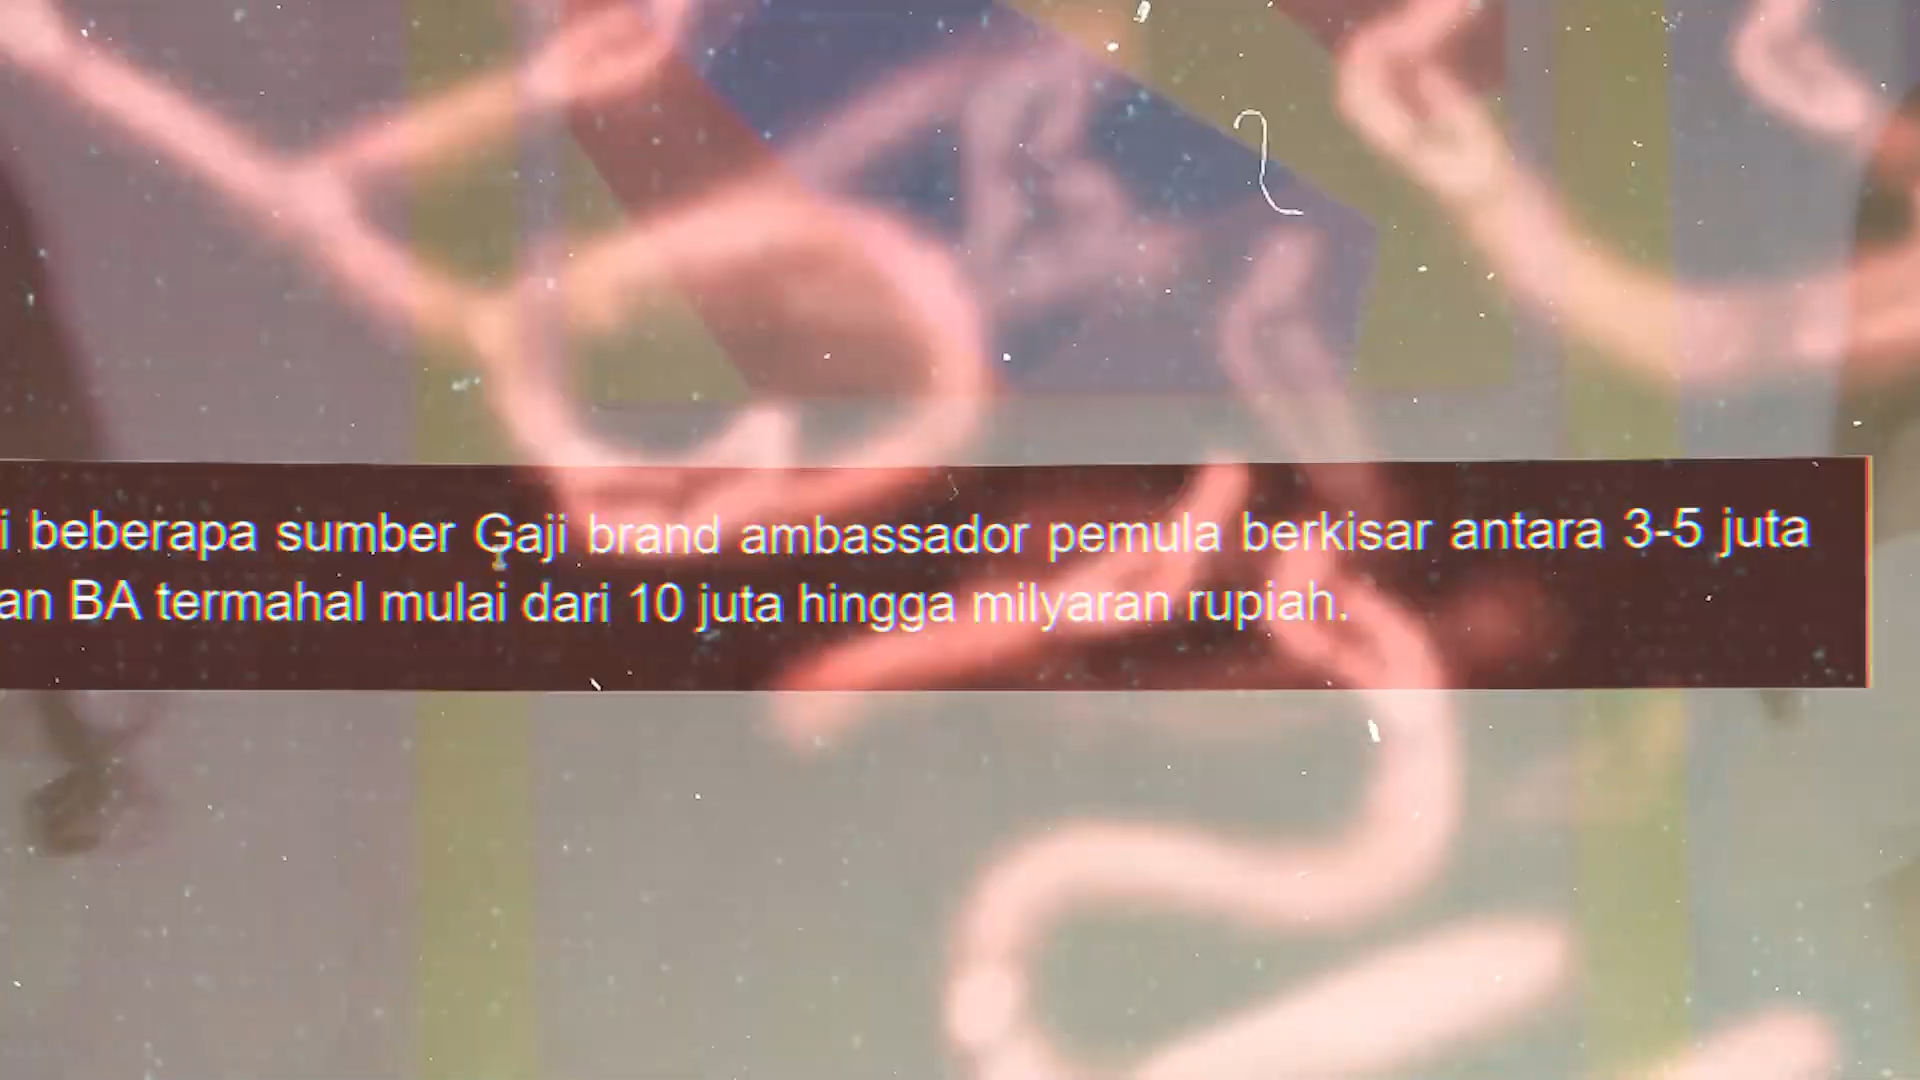 i beberapa sumber Gaji brand ambassador pemula berkisar antara 3-5 juta
an BA termahal mulai dari 10 juta hingga milyaran rupiah.